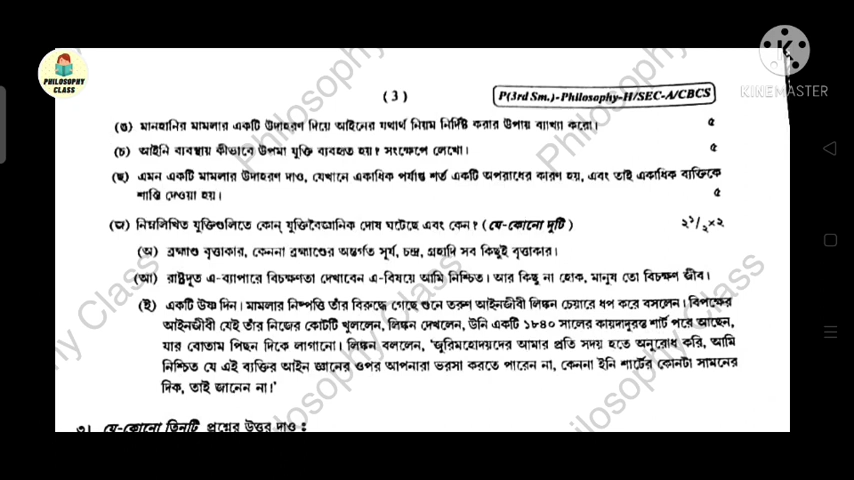 PHILOSOPHY
CLASS
KINEMASTER
( 3 )
P(3rd Sm.)-Philosophy-H/SEC-A/CBCS
(ঙ) মানহানির মামলার একটি উদাহরণ দিয়ে আইনের যথার্থ নিয়ম নির্দিষ্ট করার উপায় ব্যাখ্যা করো। ৫
(চ) আইনি ব্যবস্থায় কীভাবে উপমা যুক্তি ব্যবহৃত হয়? সংক্ষেপে লেখো। ৫
(ছ) এমন একটি মামলার উদাহরণ দাও, যেখানে একাধিক পর্যাপ্ত শর্ত একটি অপরাধের কারণ হয়, এবং তাই একাধিক ব্যক্তিকে
শাস্তি দেওয়া হয়। ৫
(জ) নিম্নলিখিত যুক্তিগুলিতে কোন্ যুক্তিবৈজ্ঞানিক দোষ ঘটেছে এবং কেন? (যে-কোনো দুটি) ২১/২×২
(অ) ব্রহ্মাণ্ড বৃত্তাকার, কেননা ব্রহ্মাণ্ডের অন্তর্গত সূর্য, চন্দ্র, গ্রহাদি সব কিছুই বৃত্তাকার।
(আ) রাষ্ট্রদূত এ-ব্যাপারে বিচক্ষণতা দেখাবেন এ-বিষয়ে আমি নিশ্চিত। আর কিছু না হোক, মানুষ তো বিচক্ষণ জীব।
(ই) একটি উষ্ণ দিন। মামলার নিষ্পত্তি তাঁর বিরুদ্ধে গেছে শুনে তরুণ আইনজীবী লিঙ্কন চেয়ারে ধপ করে বসলেন। বিপক্ষের
আইনজীবী যেই তাঁর নিজের কোটটি খুললেন, লিঙ্কন দেখলেন, উনি একটি ১৮৪০ সালের কায়দাদুরস্ত শার্ট পরে আছেন,
যার বোতাম পিছন দিকে লাগানো। লিঙ্কন বললেন, 'জুরিমহোদয়দের আমার প্রতি সদয় হতে অনুরোধ করি, আমি
নিশ্চিত যে এই ব্যক্তির আইন জ্ঞানের ওপর আপনারা ভরসা করতে পারেন না, কেননা ইনি শার্টের কোনটা সামনের
দিক, তাই জানেন না।'
৩। যে-কোনো তিনটি প্রশ্নের উত্তর দাও :
Philosophy Class